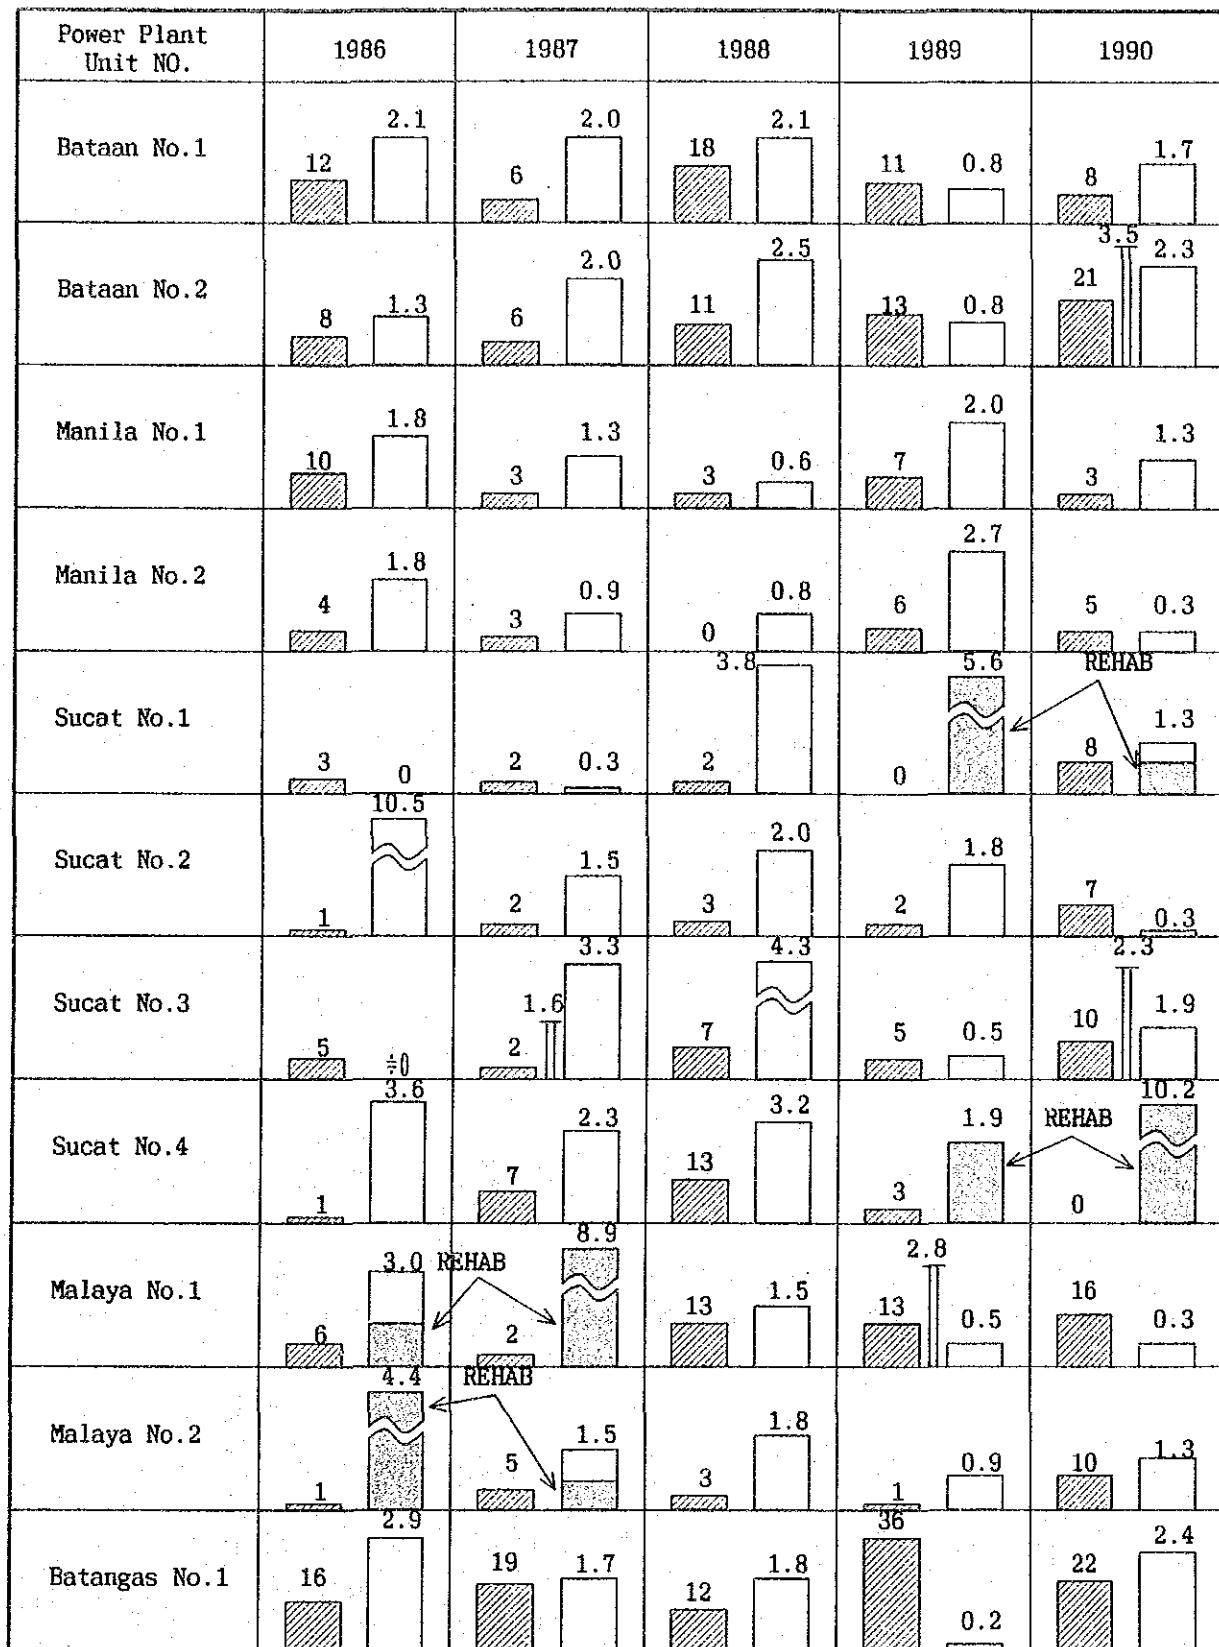 Power Plant Unit NO. 1986 1987 1988 1989 1990
Bataan No.1 12 2.1 6 2.0 18 2.1 11 0.8 8 1.7
Bataan No.2 8 1.3 6 2.0 11 2.5 13 0.8 21 3.5 2.3
Manila No.1 10 1.8 3 1.3 3 0.6 7 2.0 3 1.3
Manila No.2 4 1.8 3 0.9 0 0.8 6 2.7 5 0.3
Sucat No.1 3 0 2 0.3 2 3.8 0 5.6 REHAB 8 1.3
Sucat No.2 1 10.5 2 1.5 3 2.0 2 1.8 7 0.3
Sucat No.3 5 ≑0 2 1.6 3.3 7 4.3 5 0.5 10 2.3 1.9
Sucat No.4 1 3.6 7 2.3 13 3.2 3 1.9 REHAB 0 10.2
Malaya No.1 6 3.0 REHAB 2 8.9 13 1.5 13 2.8 0.5 16 0.3
Malaya No.2 1 4.4 REHAB 5 1.5 3 1.8 1 0.9 10 1.3
Batangas No.1 16 2.9 19 1.7 12 1.8 36 0.2 22 2.4